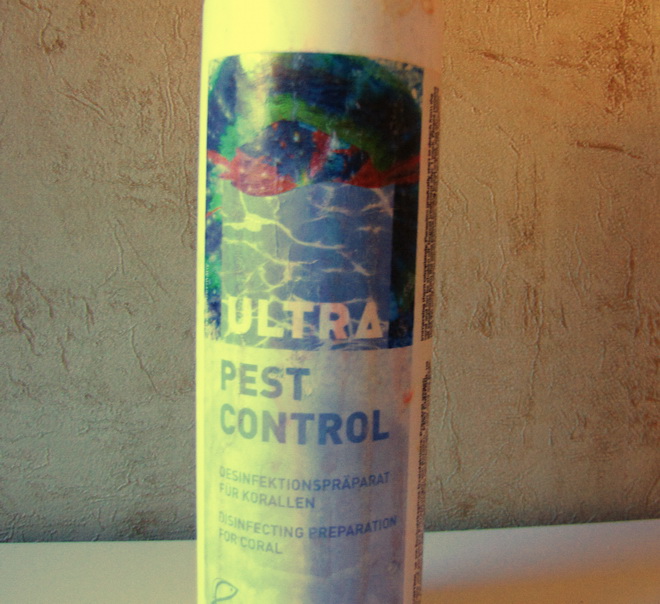 ULTRA
PEST
CONTROL
DESINFEKTIONSPRÄPARAT
FÜR KORALLEN
DISINFECTING PREPARATION
FOR CORAL